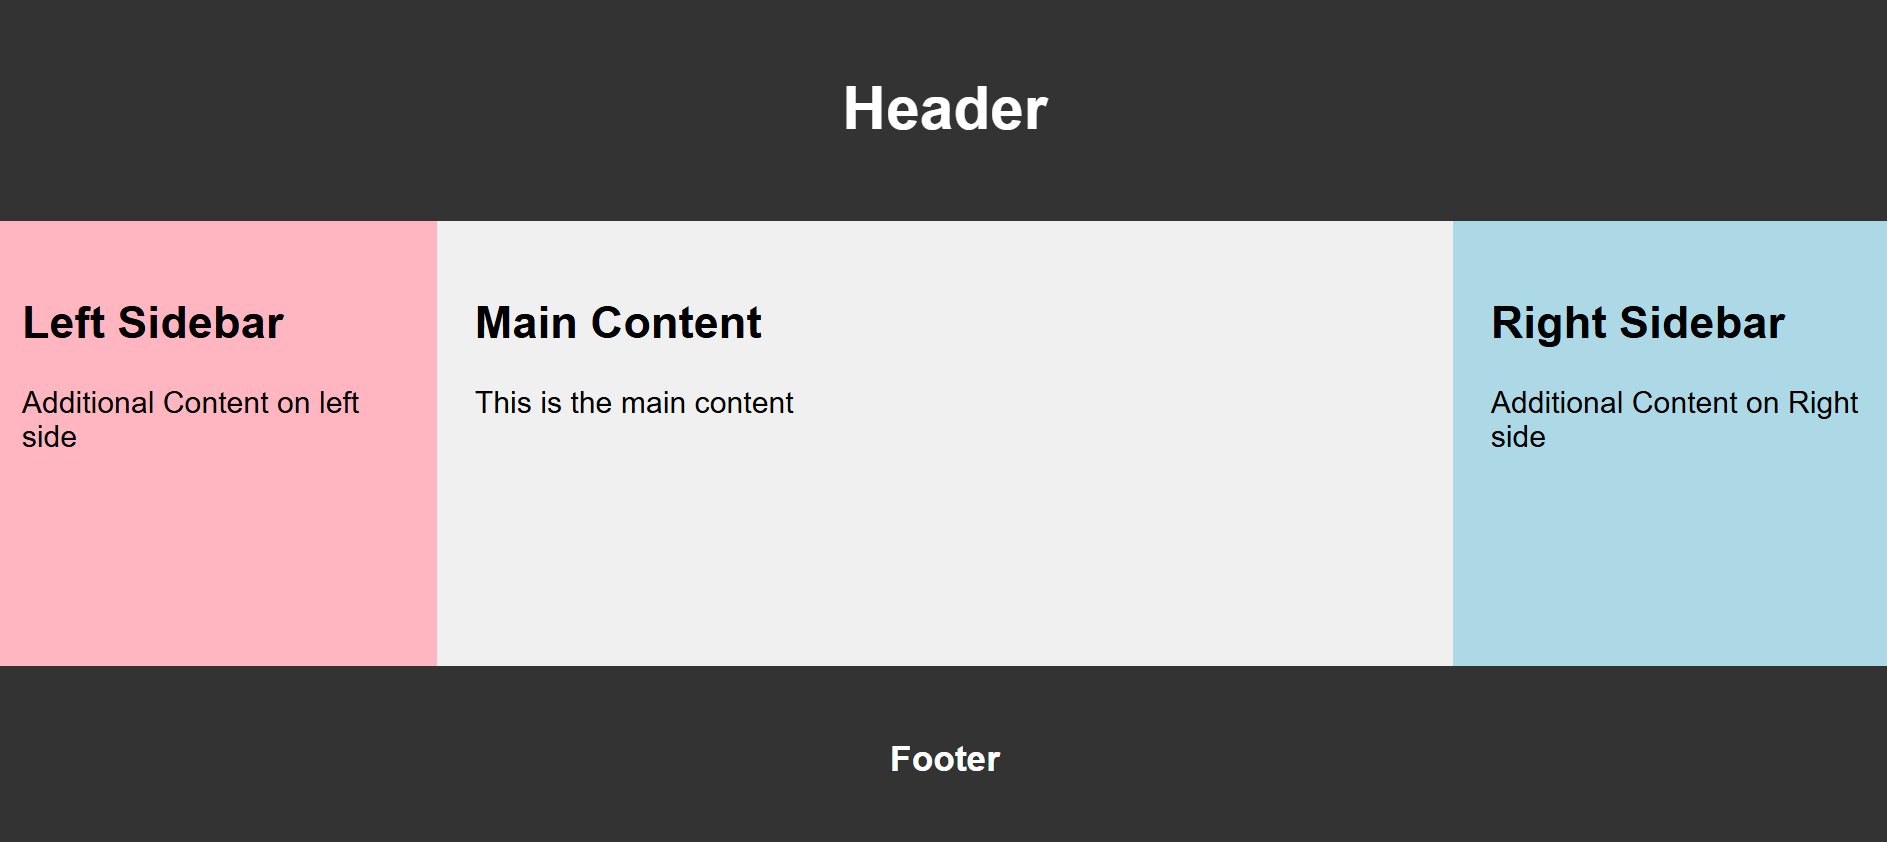 Header
Left Sidebar
Additional Content on left
side
Main Content
This is the main content
Right Sidebar
Additional Content on Right
side
Footer